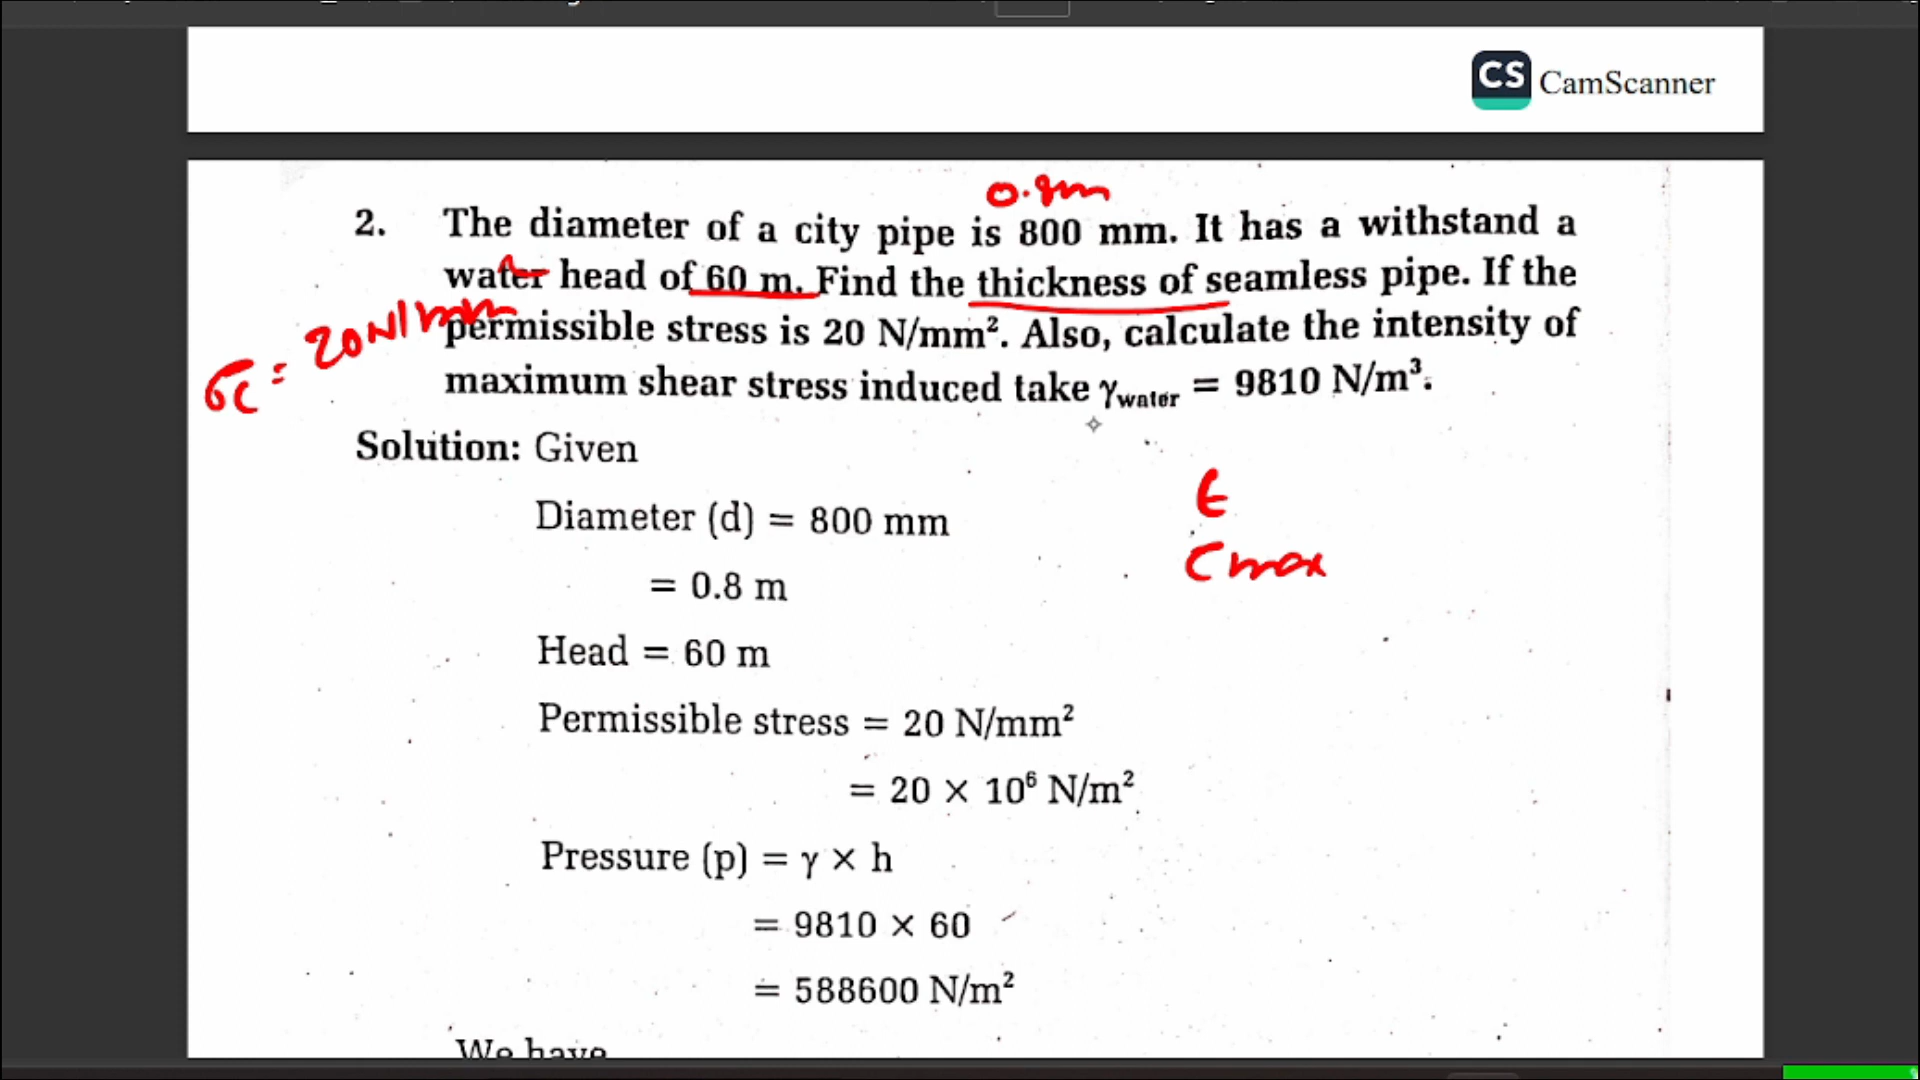 CS CamScanner
0.8m
2. The diameter of a city pipe is 800 mm. It has a withstand a
water head of 60 m. Find the thickness of seamless pipe. If the
permissible stress is 20 N/mm². Also, calculate the intensity of
maximum shear stress induced take γwater = 9810 N/m³.
σc = 20N/mm
Solution: Given
t
Diameter (d) = 800 mm
τmax
= 0.8 m
Head = 60 m
Permissible stress = 20 N/mm²
= 20 × 10⁶ N/m²
Pressure (p) = γ × h
= 9810 × 60
= 588600 N/m²
We have